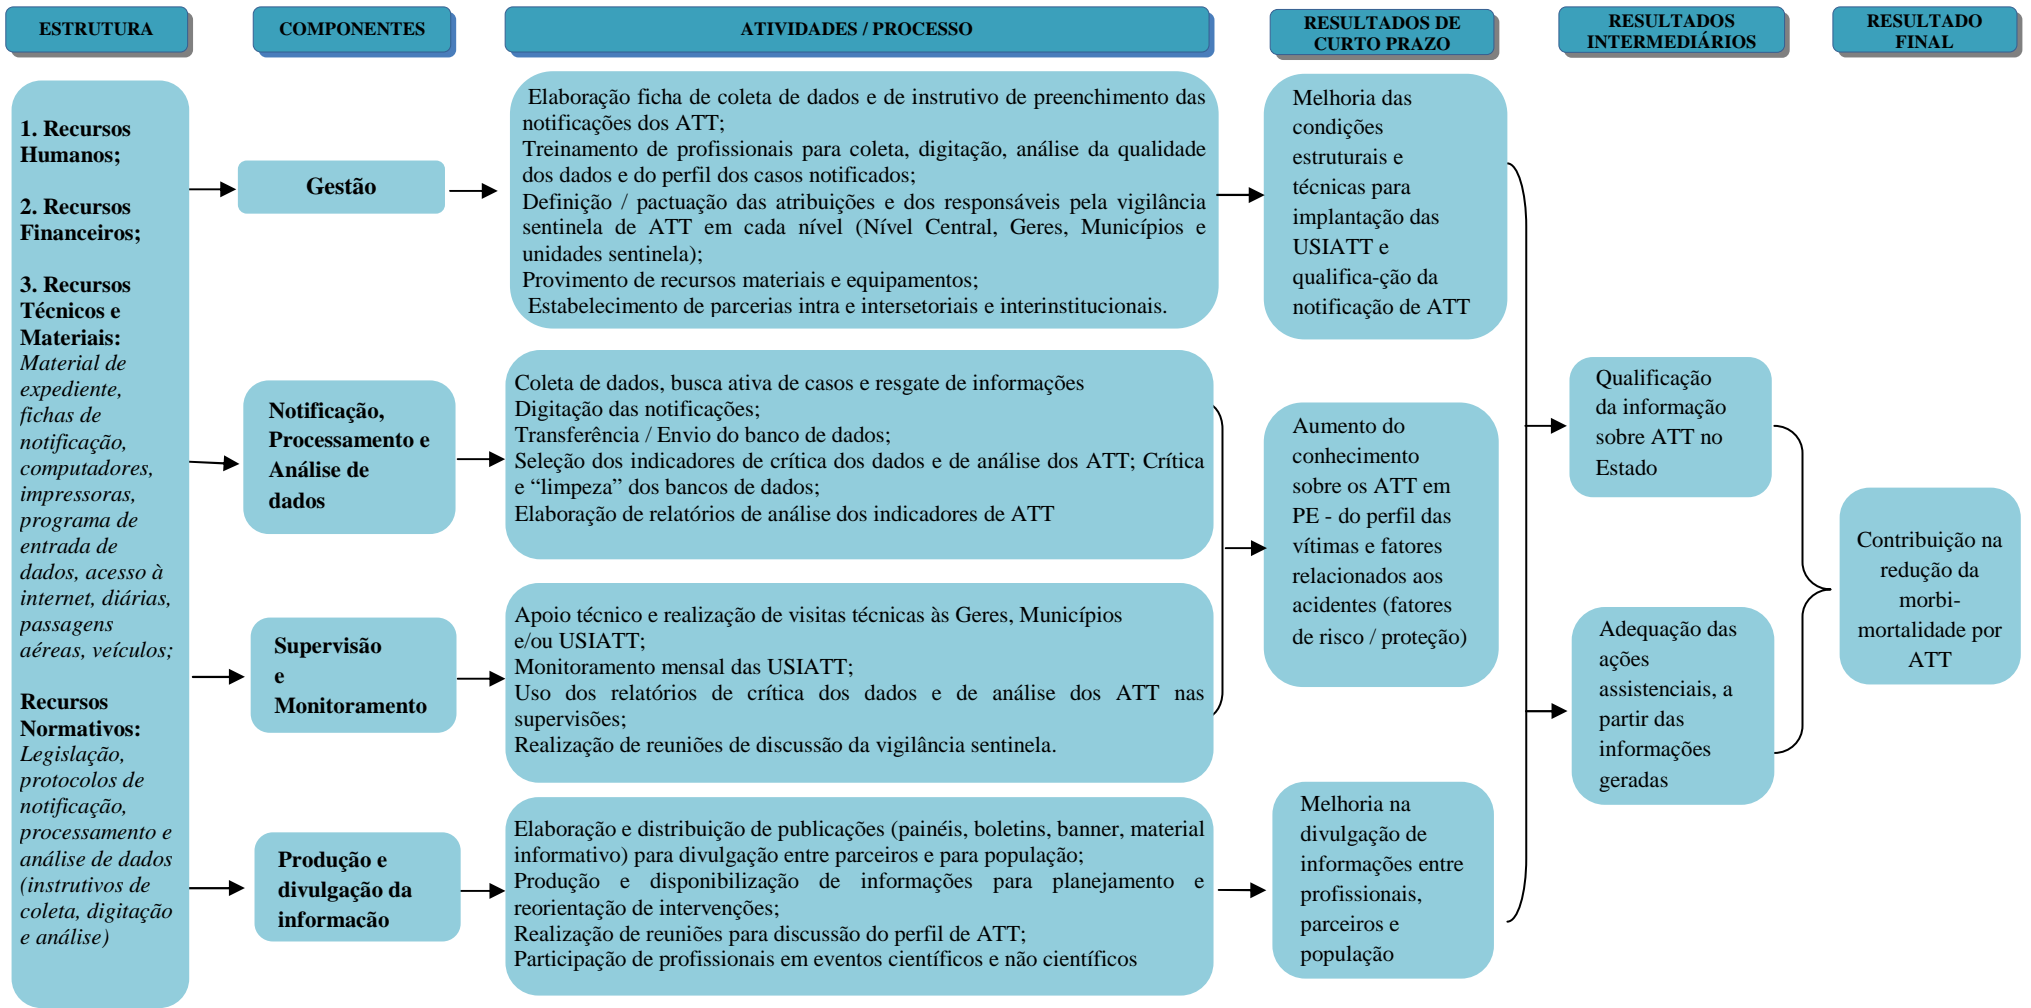 ESTRUTURA
COMPONENTES
ATIVIDADES / PROCESSO
RESULTADOS DE
CURTO PRAZO
RESULTADOS
INTERMEDIÁRIOS
RESULTADO
FINAL
1. Recursos
Humanos;
2. Recursos
Financeiros;
3. Recursos
Técnicos e
Materiais:
Material de
expediente,
fichas de
notificação,
computadores,
impressoras,
programa de
entrada de
dados, acesso à
internet, diárias,
passagens
aéreas, veículos;
Recursos
Normativos:
Legislação,
protocolos de
notificação,
processamento e
análise de dados
(instrutivos de
coleta, digitação
e análise)
Gestão
Elaboração ficha de coleta de dados e de instrutivo de preenchimento das
notificações dos ATT;
Treinamento de profissionais para coleta, digitação, análise da qualidade
dos dados e do perfil dos casos notificados;
Definição / pactuação das atribuições e dos responsáveis pela vigilância
sentinela de ATT em cada nível (Nível Central, Geres, Municípios e
unidades sentinela);
Provimento de recursos materiais e equipamentos;
Estabelecimento de parcerias intra e intersetoriais e interinstitucionais.
Melhoria das
condições
estruturais e
técnicas para
implantação das
USIATT e
qualifica-ção da
notificação de ATT
Notificação,
Processamento e
Análise de
dados
Coleta de dados, busca ativa de casos e resgate de informações
Digitação das notificações;
Transferência / Envio do banco de dados;
Seleção dos indicadores de crítica dos dados e de análise dos ATT; Crítica
e “limpeza” dos bancos de dados;
Elaboração de relatórios de análise dos indicadores de ATT
Supervisão
e
Monitoramento
Apoio técnico e realização de visitas técnicas às Geres, Municípios
e/ou USIATT;
Monitoramento mensal das USIATT;
Uso dos relatórios de crítica dos dados e de análise dos ATT nas
supervisões;
Realização de reuniões de discussão da vigilância sentinela.
Aumento do
conhecimento
sobre os ATT em
PE - do perfil das
vítimas e fatores
relacionados aos
acidentes (fatores
de risco / proteção)
Produção e
divulgação da
informacão
Elaboração e distribuição de publicações (painéis, boletins, banner, material
informativo) para divulgação entre parceiros e para população;
Produção e disponibilização de informações para planejamento e
reorientação de intervenções;
Realização de reuniões para discussão do perfil de ATT;
Participação de profissionais em eventos científicos e não científicos
Melhoria na
divulgação de
informações entre
profissionais,
parceiros e
população
Qualificação
da informação
sobre ATT no
Estado
Adequação das
ações
assistenciais, a
partir das
informações
geradas
Contribuição na
redução da
morbi-
mortalidade por
ATT